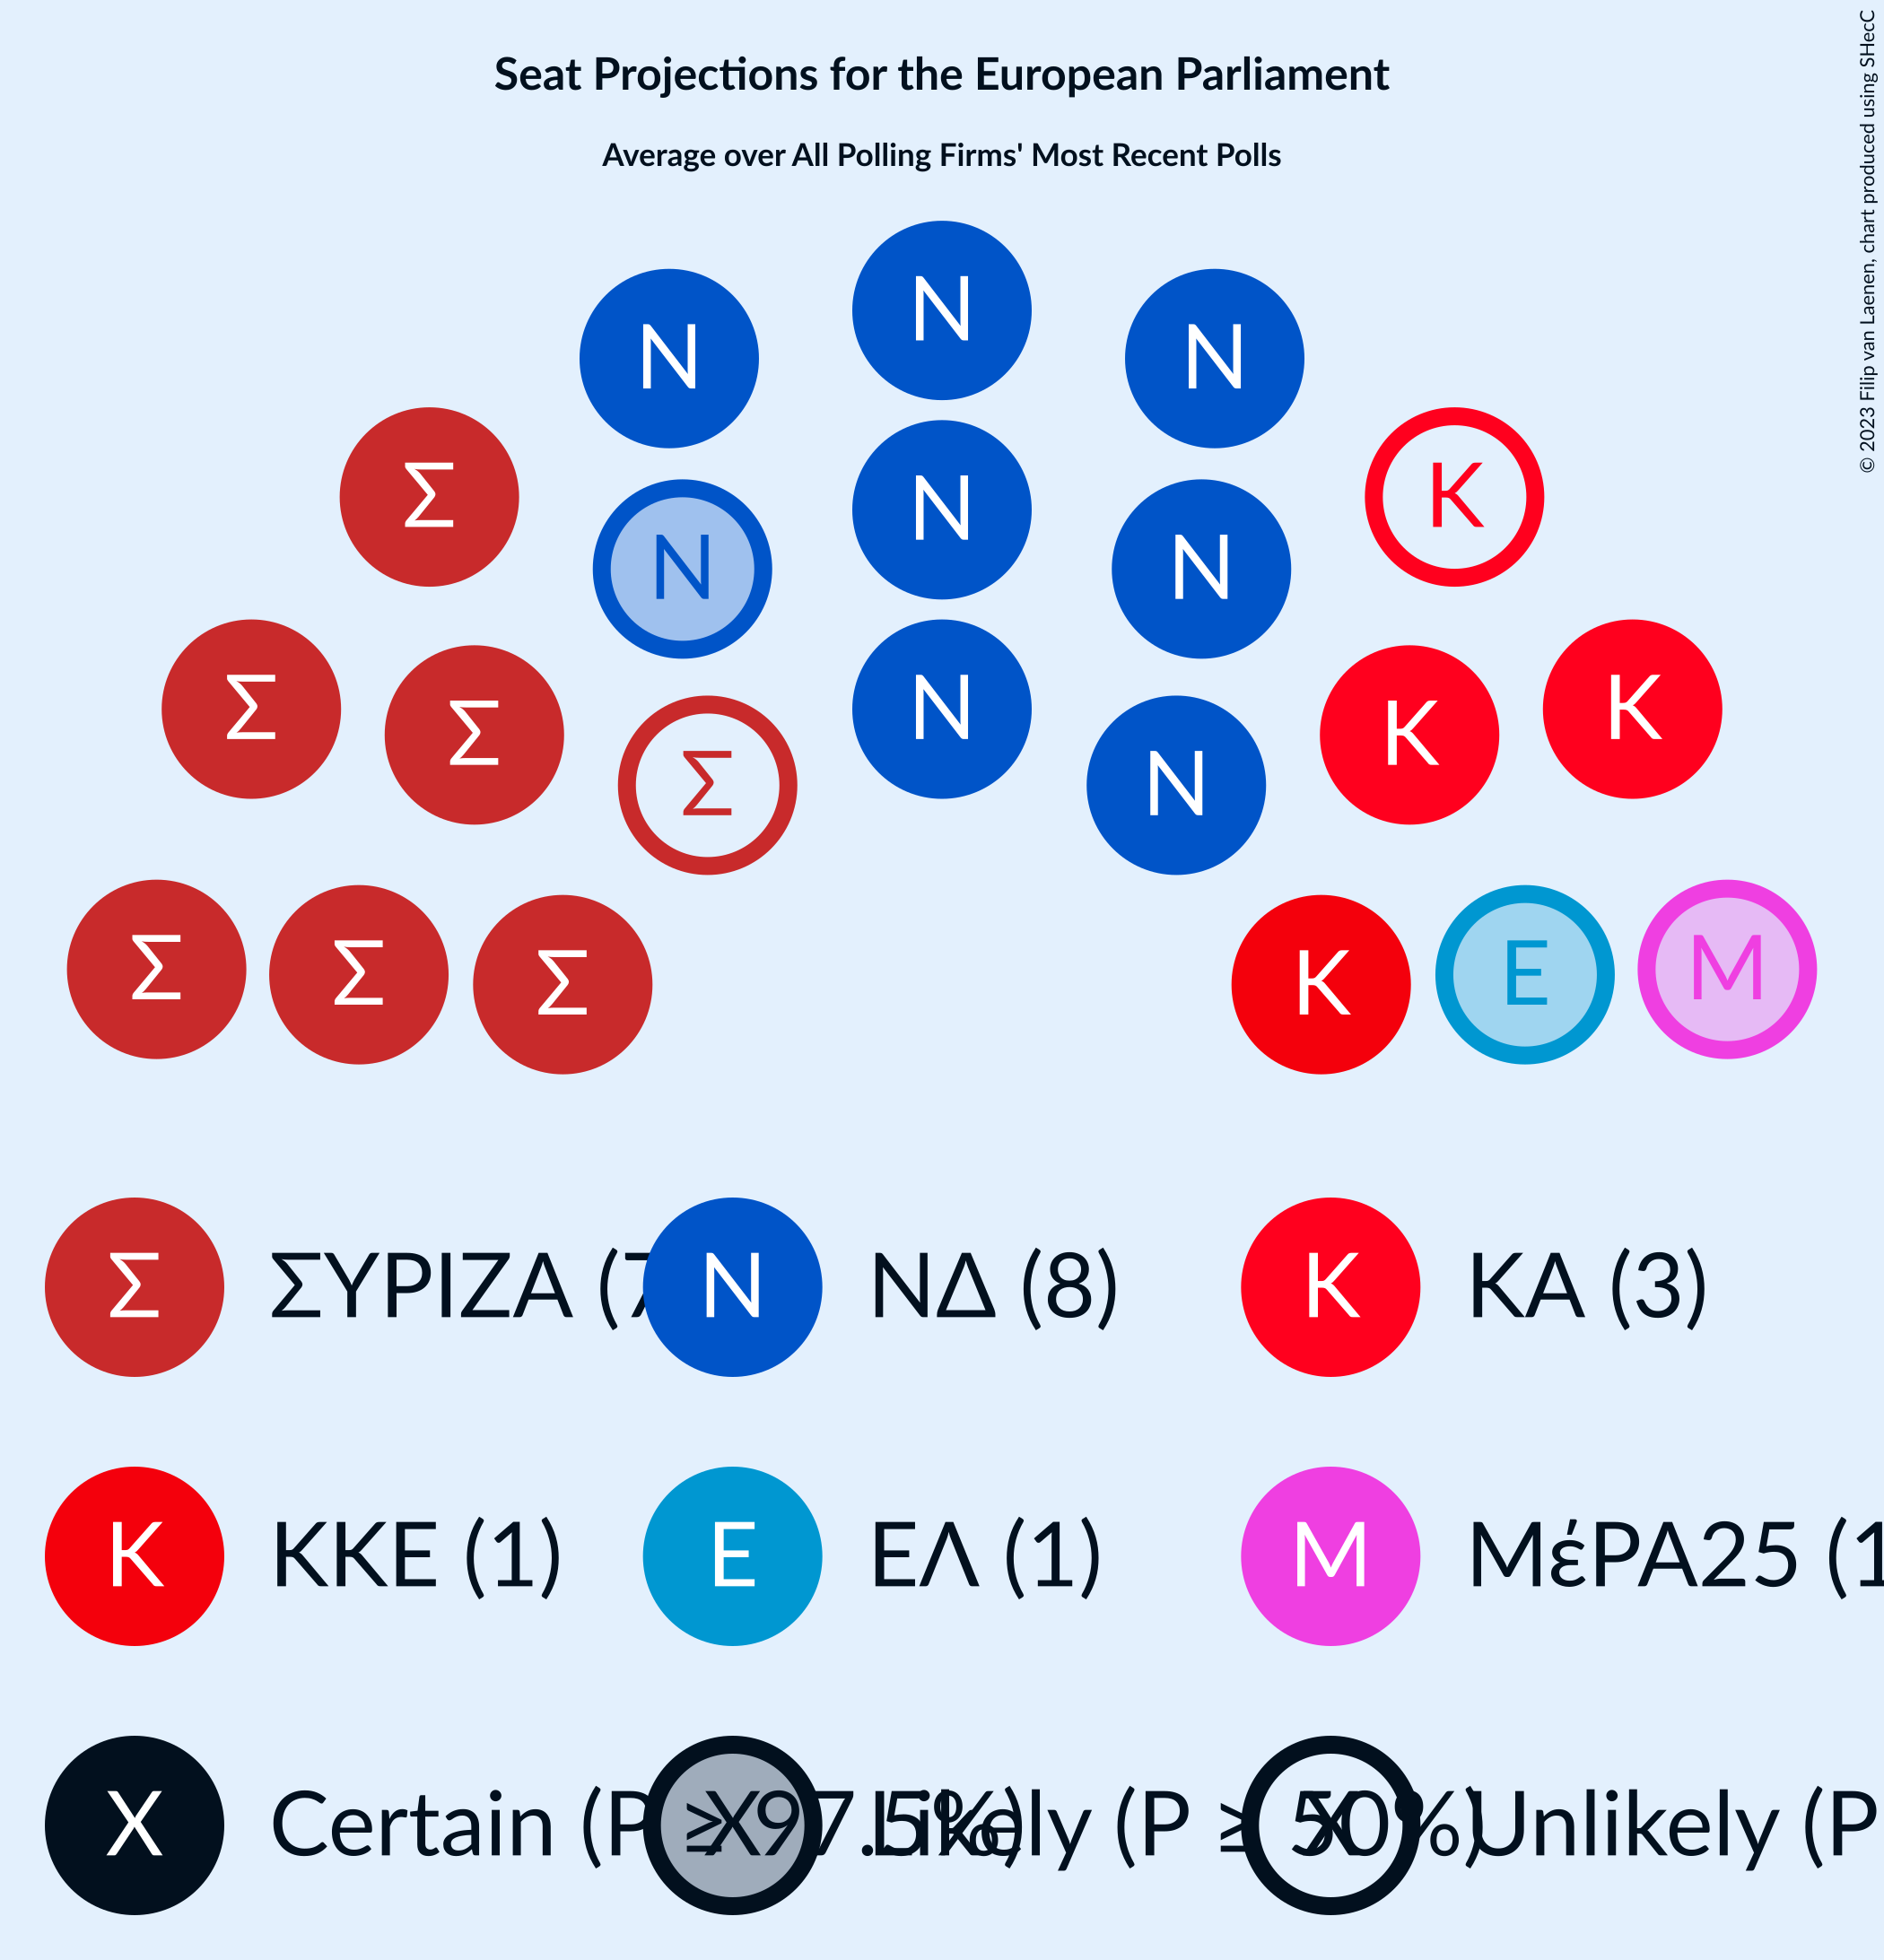 Seat Projections for the European Parliament
Average over All Polling Firms' Most Recent Polls
© 2023 Filip van Laenen, chart produced using SHecC
N
N N
Σ K
N
N N
Σ K
N
Σ K
Σ N
Σ Σ Σ K E M
Σ ΣΥΡΙΖΑ (7 N ΝΔ (8) K ΚΑ (3)
K ΚΚΕ (1) E ΕΛ (1) M ΜέΡΑ25 (1
X Certain (P ≥ 97.5%) X Likely (P ≥ 50%) X Unlikely (P